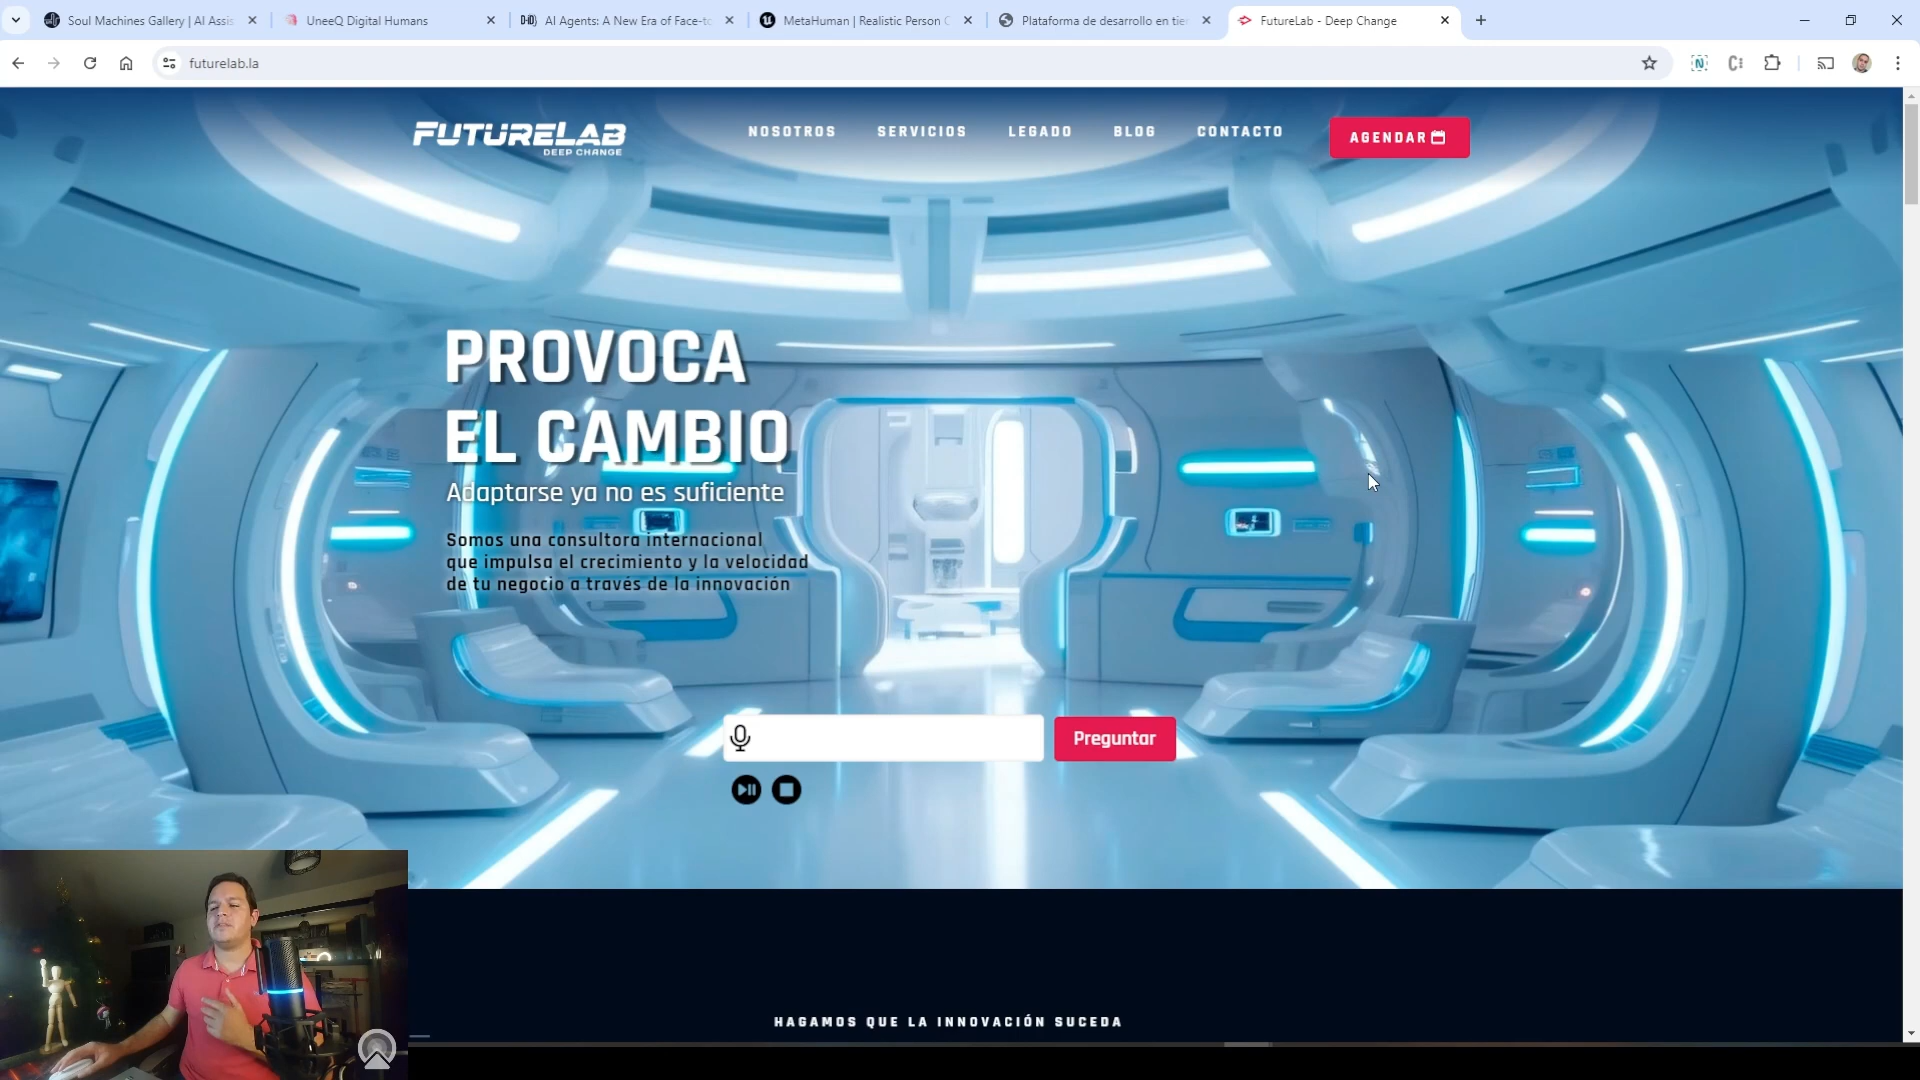 Soul Machines Gallery | AI Assis
UneeQ Digital Humans
D-ID
AI Agents: A New Era of Face-to
MetaHuman | Realistic Person C
Plataforma de desarrollo en tie
FutureLab - Deep Change
futurelab.la
FUTURELAB
DEEP CHANGE
NOSOTROS
SERVICIOS
LEGADO
BLOG
CONTACTO
AGENDAR
PROVOCA
EL CAMBIO
Adaptarse ya no es suficiente
Somos una consultora internacional
que impulsa el crecimiento y la velocidad
de tu negocio a través de la innovación
Preguntar
HAGAMOS QUE LA INNOVACIÓN SUCEDA